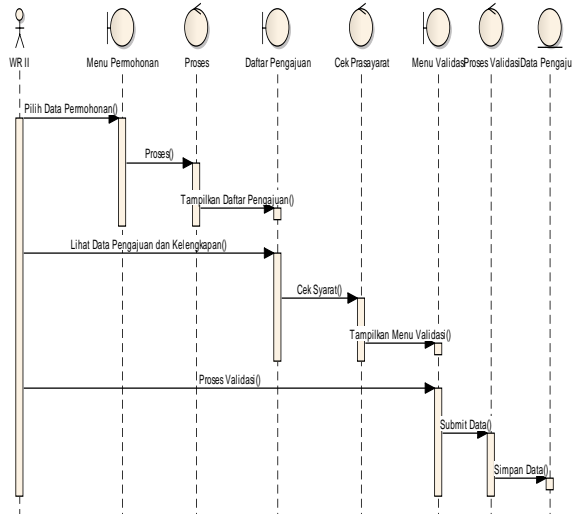 WR II
Menu Permohonan
Proses
Daftar Pengajuan
Cek Prasayarat
Menu Validasi
Proses Validasi
Data Pengaju
Pilih Data Permohonan()
Proses()
Tampilkan Daftar Pengajuan()
Lihat Data Pengajuan dan Kelengkapan()
Cek Syarat()
Tampilkan Menu Validasi()
Proses Validasi()
Submit Data()
Simpan Data()